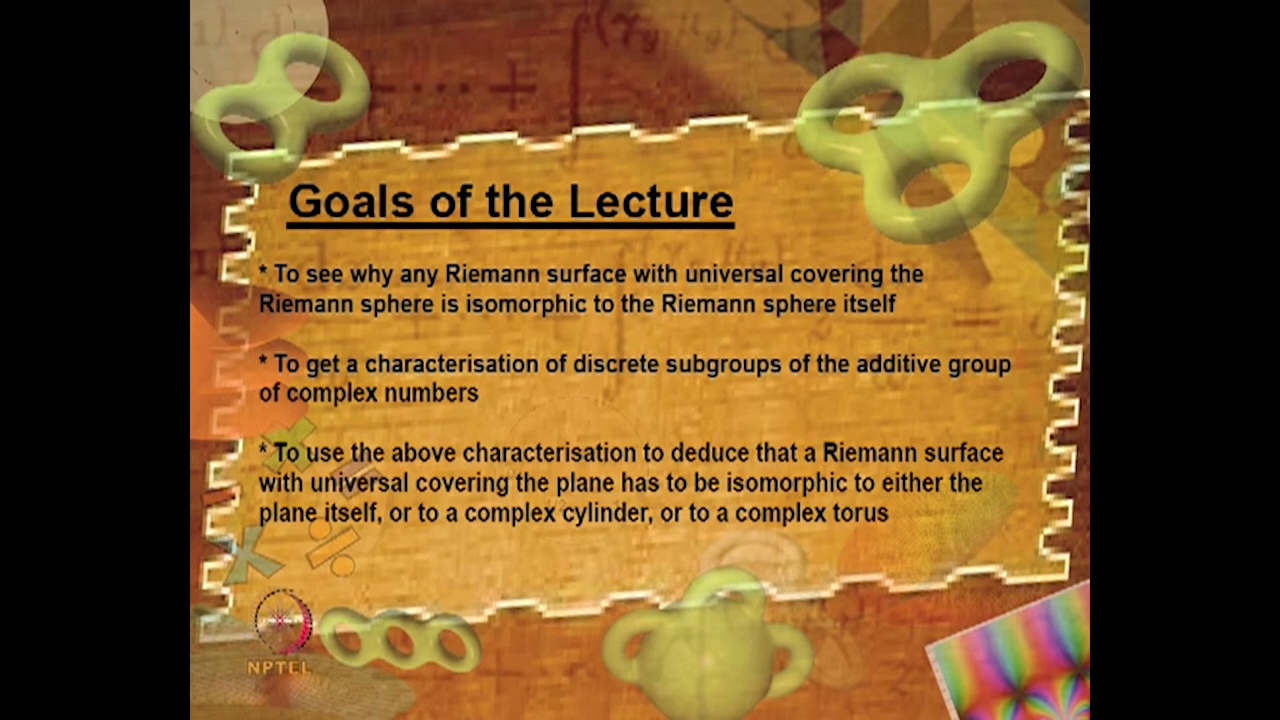 Goals of the Lecture
* To see why any Riemann surface with universal covering the
Riemann sphere is isomorphic to the Riemann sphere itself
* To get a characterisation of discrete subgroups of the additive group
of complex numbers
* To use the above characterisation to deduce that a Riemann surface
with universal covering the plane has to be isomorphic to either the
plane itself, or to a complex cylinder, or to a complex torus
NPTEL